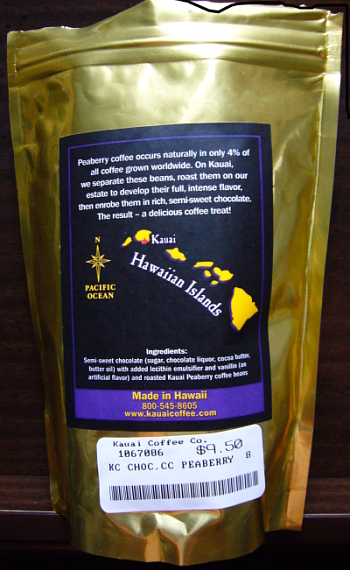 Peaberry coffee occurs naturally in only 4% of
all coffee grown worldwide. On Kauai,
we separate these beans, roast them on our
estate to develop their full, intense flavor,
then enrobe them in rich, semi-sweet chocolate.
The result – a delicious coffee treat!
N
Kauai
Hawaiian Islands
PACIFIC
OCEAN
Ingredients:
Semi-sweet chocolate (sugar, chocolate liquor, cocoa butter,
butter oil) with added lecithin emulsifier and vanillin (an
artificial flavor) and roasted Kauai Peaberry coffee beans
Made in Hawaii
800-545-8605
www.kauaicoffee.com
Kauai Coffee Co.
1067086 $9.50
KC CHOC.CC PEABERRY 8